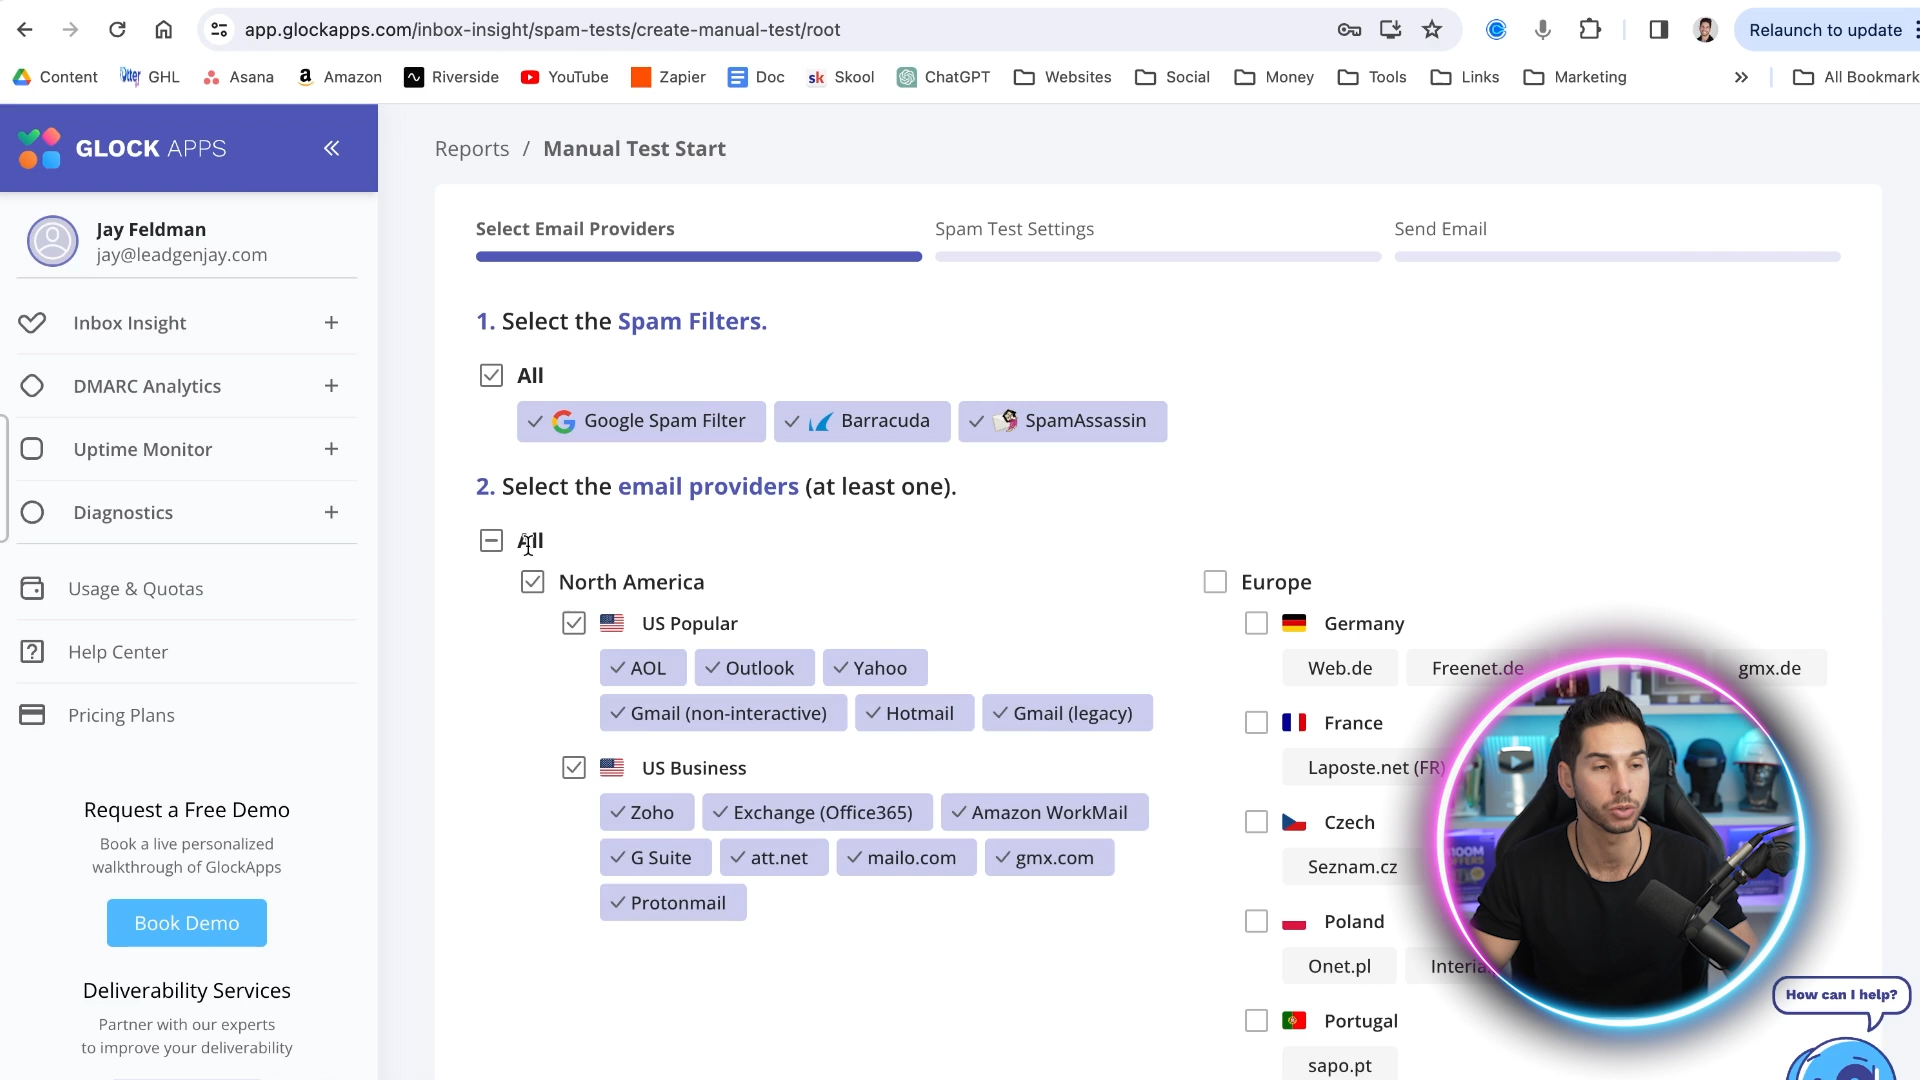 app.glockapps.com/inbox-insight/spam-tests/create-manual-test/root
Relaunch to update
Content
GHL
Asana
Amazon
Riverside
YouTube
Zapier
Doc
Skool
ChatGPT
Websites
Social
Money
Tools
Links
Marketing
All Bookmark
GLOCK APPS
Jay Feldman
jay@leadgenjay.com
Inbox Insight
DMARC Analytics
Uptime Monitor
Diagnostics
Usage & Quotas
Help Center
Pricing Plans
Request a Free Demo
Book a live personalized
walkthrough of GlockApps
Book Demo
Deliverability Services
Partner with our experts
to improve your deliverability
Reports / Manual Test Start
Select Email Providers
Spam Test Settings
Send Email
1. Select the Spam Filters.
All
Google Spam Filter
Barracuda
SpamAssassin
2. Select the email providers (at least one).
All
North America
US Popular
AOL
Outlook
Yahoo
Gmail (non-interactive)
Hotmail
Gmail (legacy)
US Business
Zoho
Exchange (Office365)
Amazon WorkMail
G Suite
att.net
mailo.com
gmx.com
Protonmail
Europe
Germany
Web.de
Freenet.de
gmx.de
France
Laposte.net (FR)
Czech
Seznam.cz
Poland
Onet.pl
Interia
Portugal
sapo.pt
How can I help?